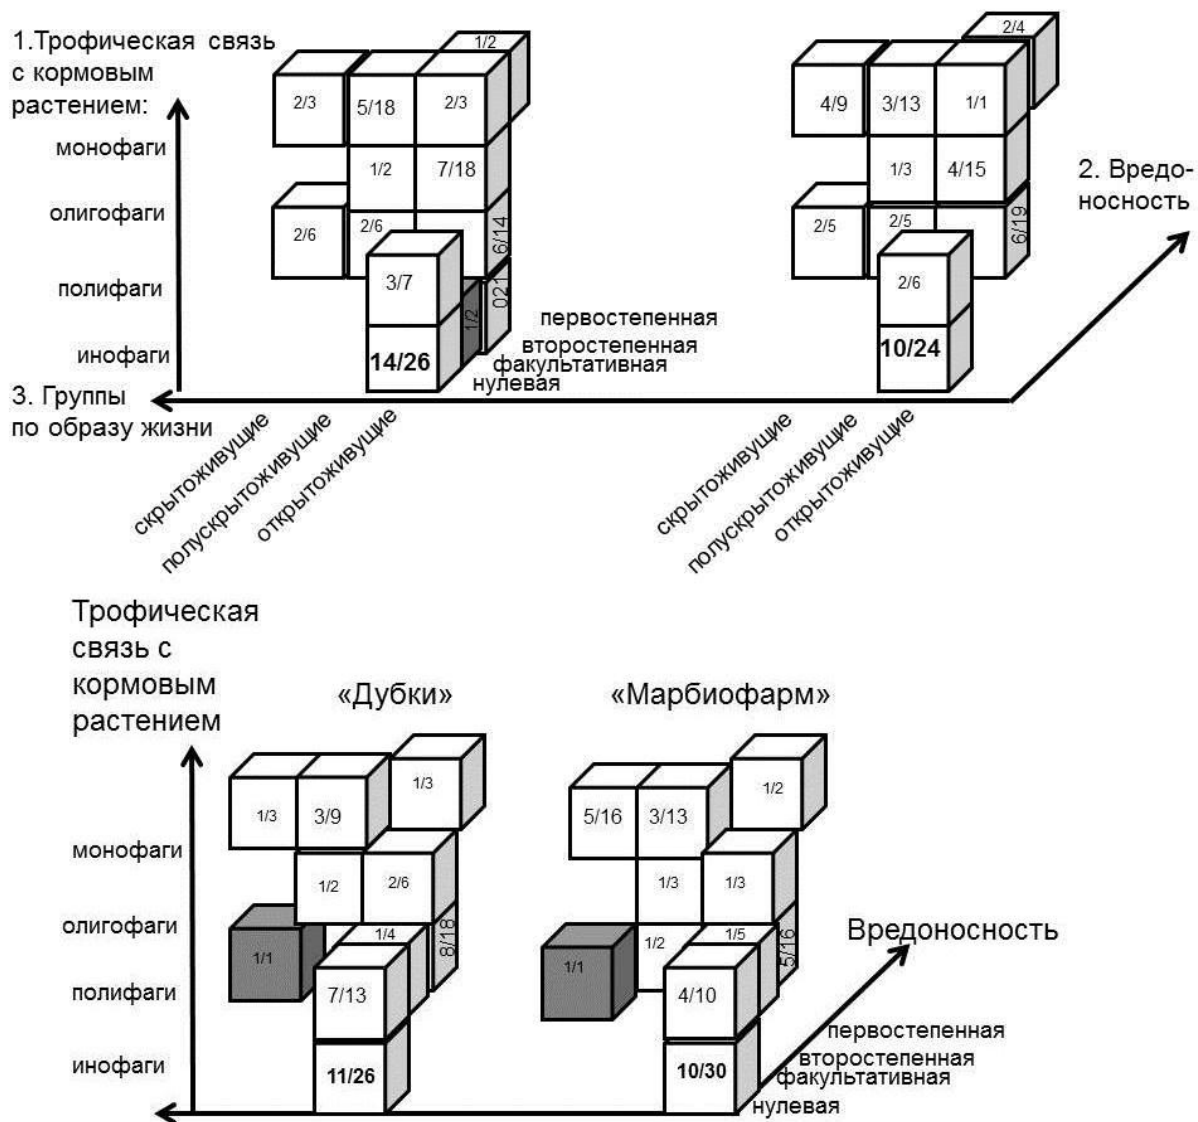 1.Трофическая связь
с кормовым
растением:
1/2
2/4
2/3
5/18
2/3
4/9
3/13
1/1
монофаги
1/2
7/18
1/3
4/15
2. Вредо-
носность
олигофаги
2/6
2/6
6/14
2/5
2/5
6/19
полифаги
3/7
021
2/6
1/2
первостепенная
второстепенная
инофаги
14/26
факультативная
10/24
нулевая
3. Группы
по образу жизни
скрытоживущие
полускрытоживущие
открытоживущие
скрытоживущие
полускрытоживущие
открытоживущие
Трофическая
связь с
кормовым
растением
«Дубки»
«Марбиофарм»
1/3
3/9
1/3
5/16
3/13
1/2
монофаги
1/2
2/6
1/3
1/3
олигофаги
1/1
1/4
8/18
1/1
1/2
1/5
5/16
Вредоносность
полифаги
7/13
4/10
первостепенная
второстепенная
инофаги
11/26
10/30
факультативная
нулевая